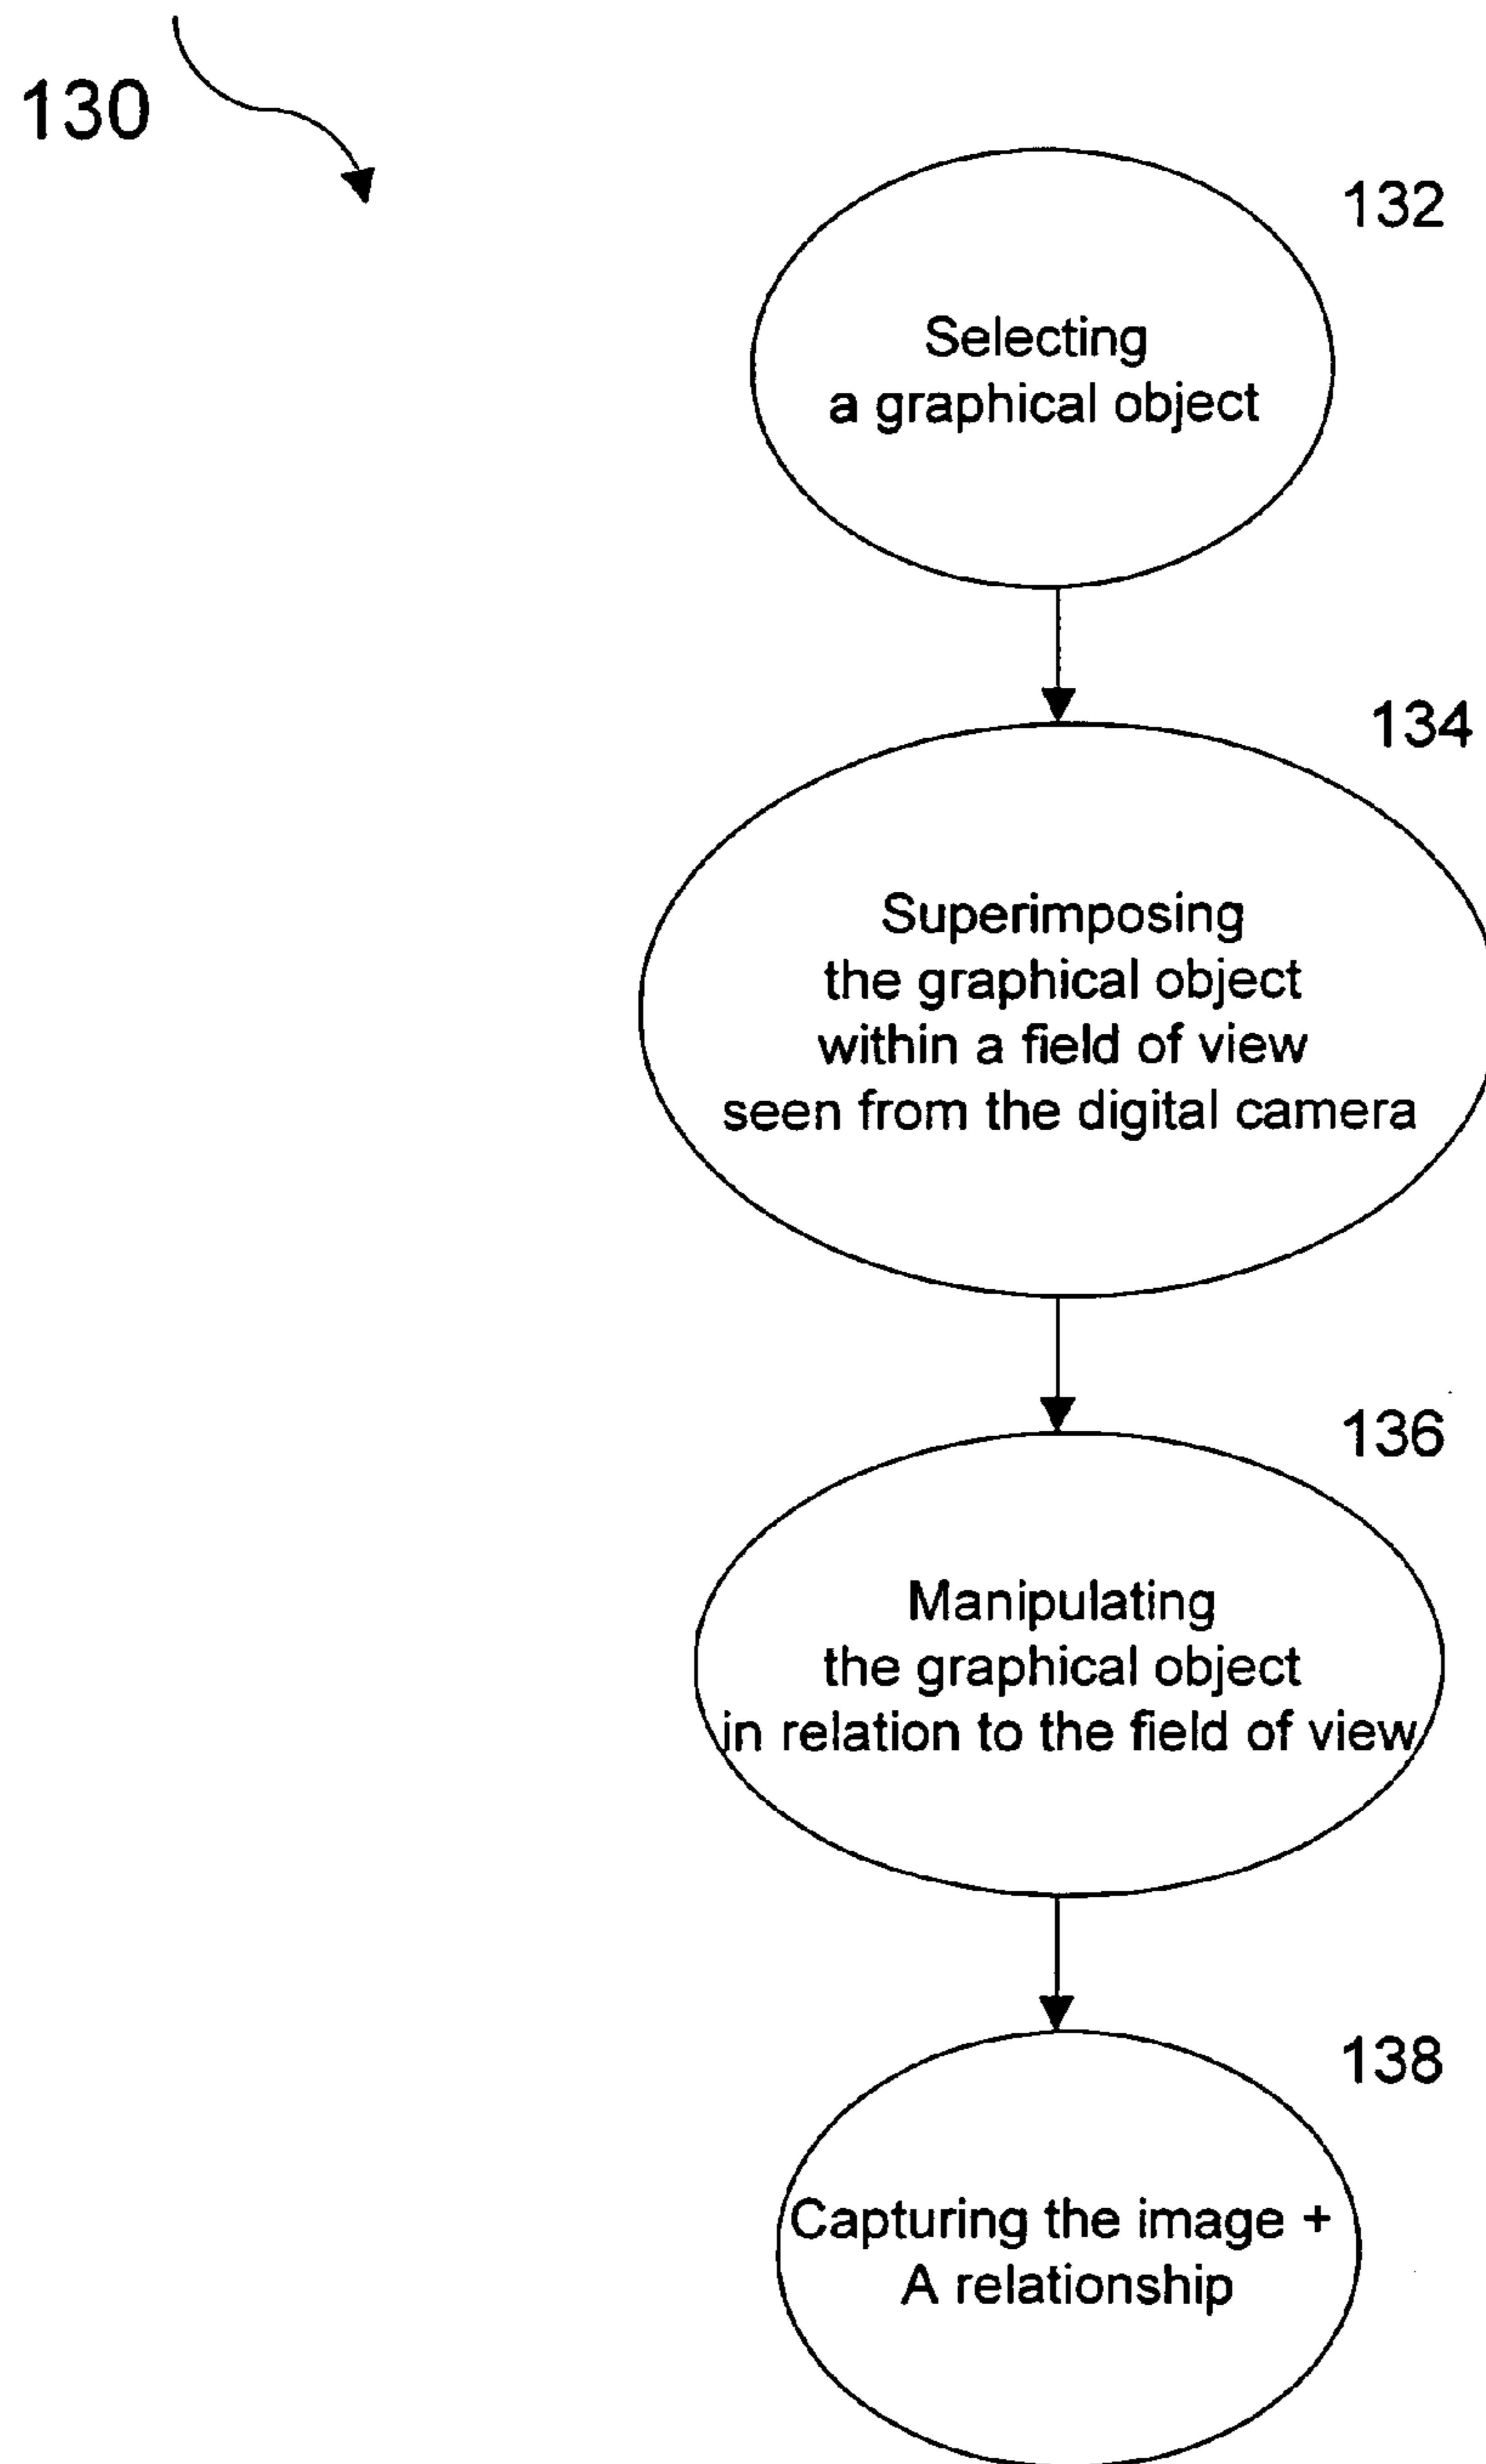 130
132
Selecting
a graphical object
134
Superimposing
the graphical object
within a field of view
seen from the digital camera
136
Manipulating
the graphical object
in relation to the field of view
138
Capturing the image +
A relationship